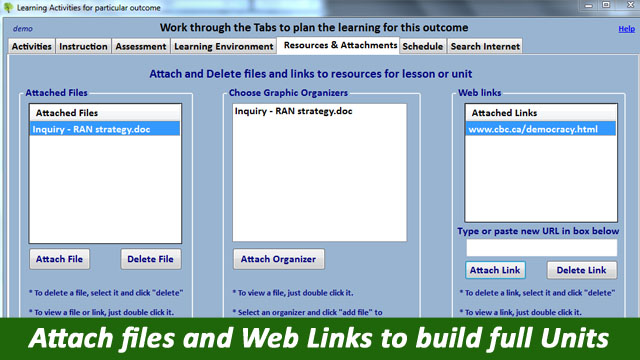 Learning Activities for particular outcome
demo
Work through the Tabs to plan the learning for this outcome
Help
Activities Instruction Assessment Learning Environment Resources & Attachments Schedule Search Internet
Attach and Delete files and links to resources for lesson or unit
Attached Files
Attached Files
Inquiry - RAN strategy.doc
Attach File Delete File
* To delete a file, select it and click "delete"
* To view a file or link, just double click it.
Choose Graphic Organizers
Inquiry - RAN strategy.doc
Attach Organizer
* To view a file, just double click it.
* Select an organizer and click "add file" to
Web links
Attached Links
www.cbc.ca/democracy.html
Type or paste new URL in box below
Attach Link Delete Link
* To delete a link, select it and click "delete"
* To view a link, just double click it.
Attach files and Web Links to build full Units